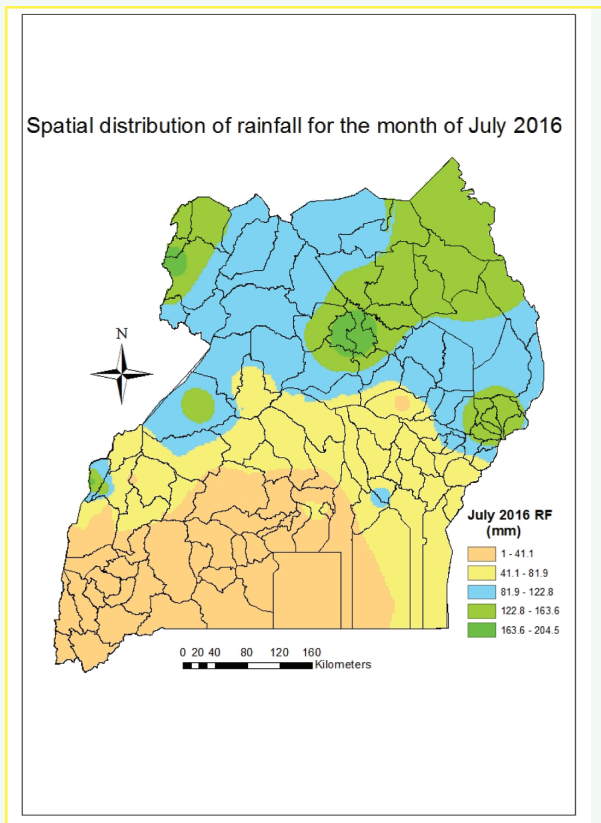 Spatial distribution of rainfall for the month of July 2016
N
July 2016 RF
(mm)
1 - 41.1
41.1 - 81.9
81.9 - 122.8
122.8 - 163.6
163.6 - 204.5
0 20 40 80 120 160
Kilometers